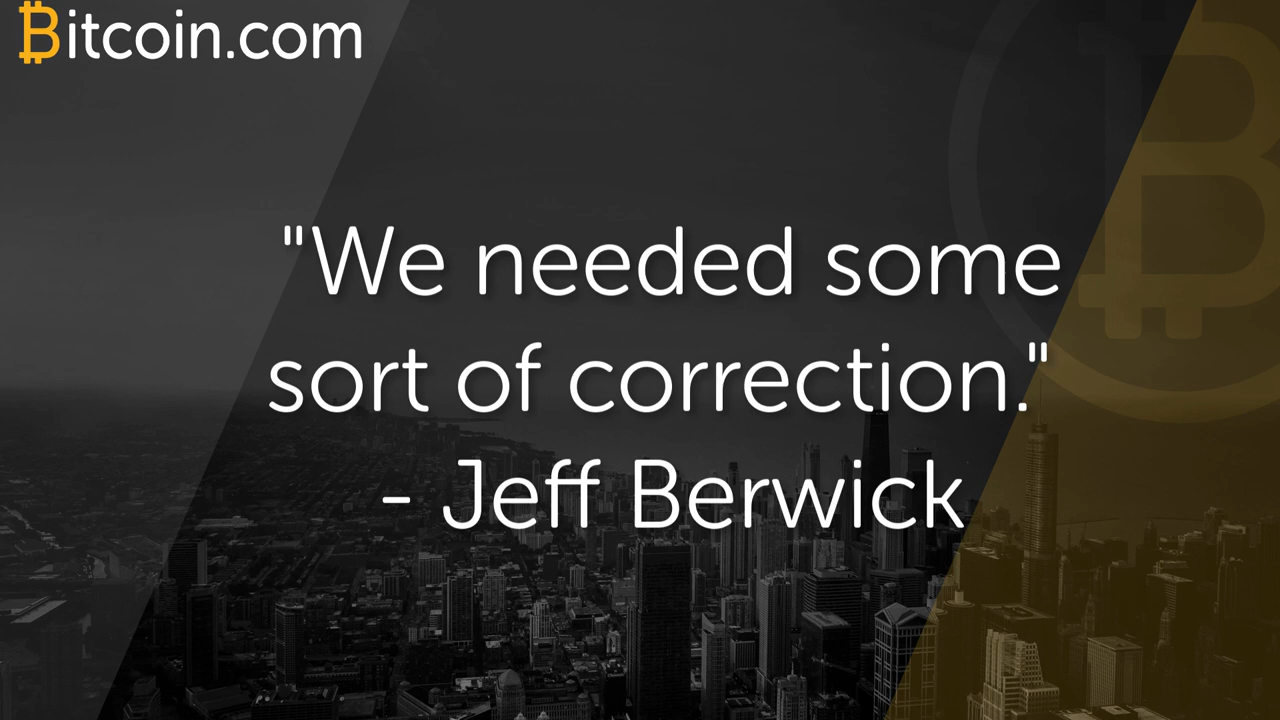 Bitcoin.com
"We needed some
sort of correction."
- Jeff Berwick